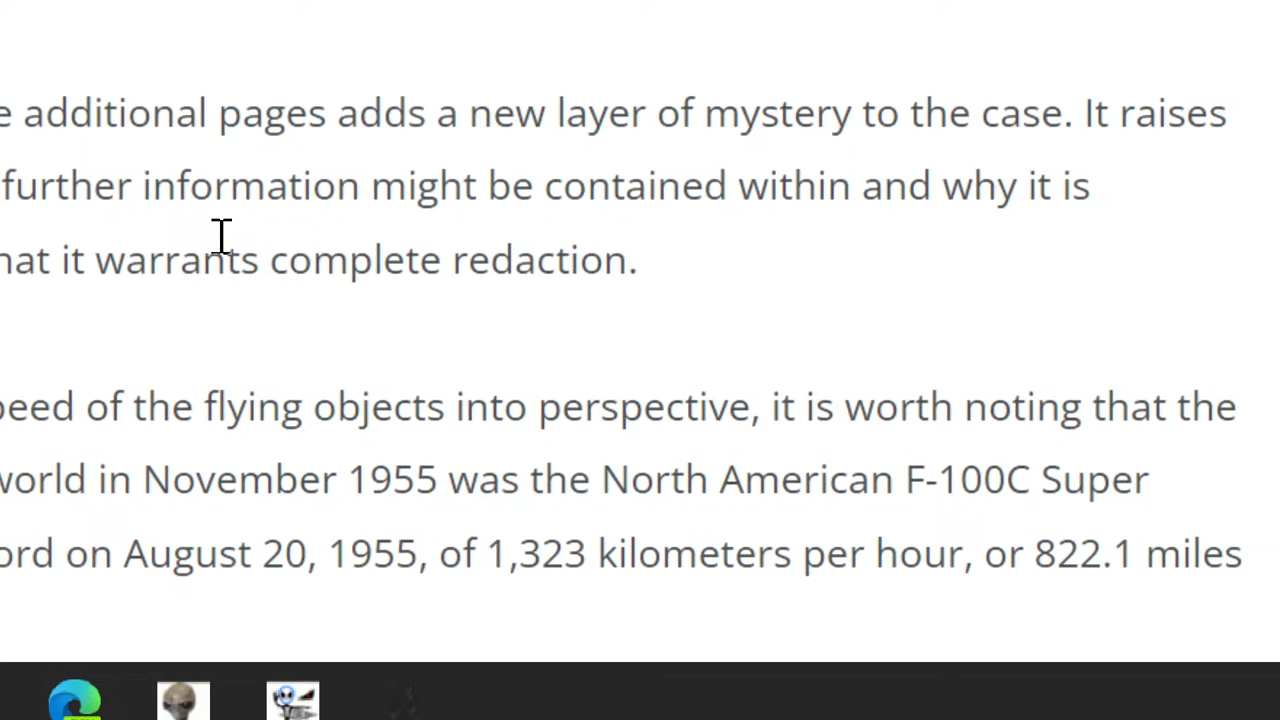 additional pages adds a new layer of mystery to the case. It raises
further information might be contained within and why it is
it warrants complete redaction.
of the flying objects into perspective, it is worth noting that the
world in November 1955 was the North American F-100C Super
on August 20, 1955, of 1,323 kilometers per hour, or 822.1 miles